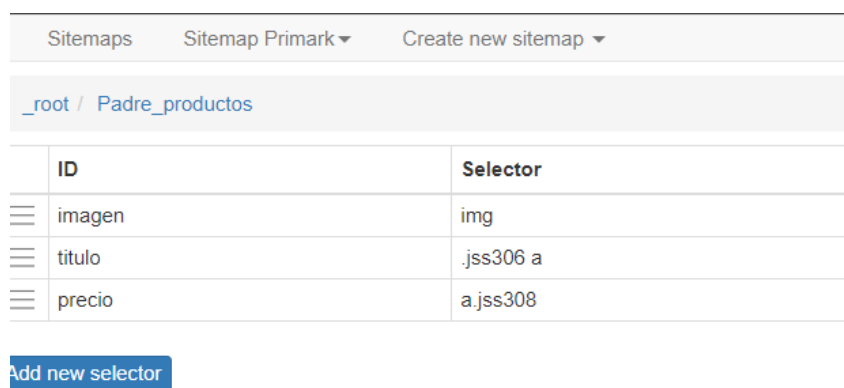 Sitemaps Sitemap Primark Create new sitemap
_root / Padre_productos
ID Selector
imagen img
titulo .jss306 a
precio a.jss308
Add new selector